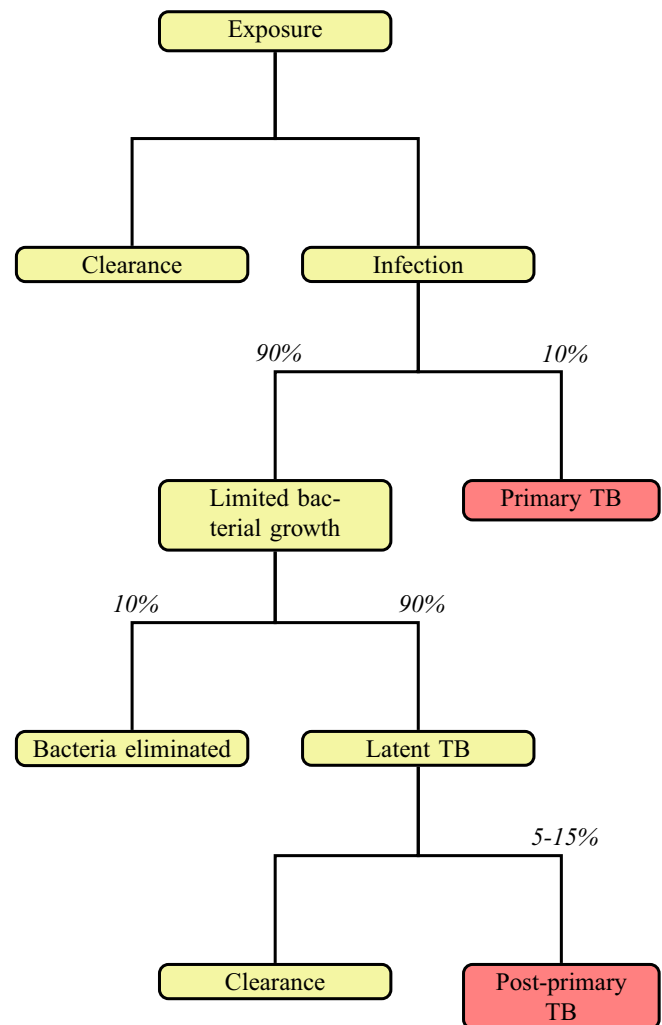 Exposure
Clearance
Infection
90%
10%
Limited bac-
terial growth
Primary TB
10%
90%
Bacteria eliminated
Latent TB
5-15%
Clearance
Post-primary
TB